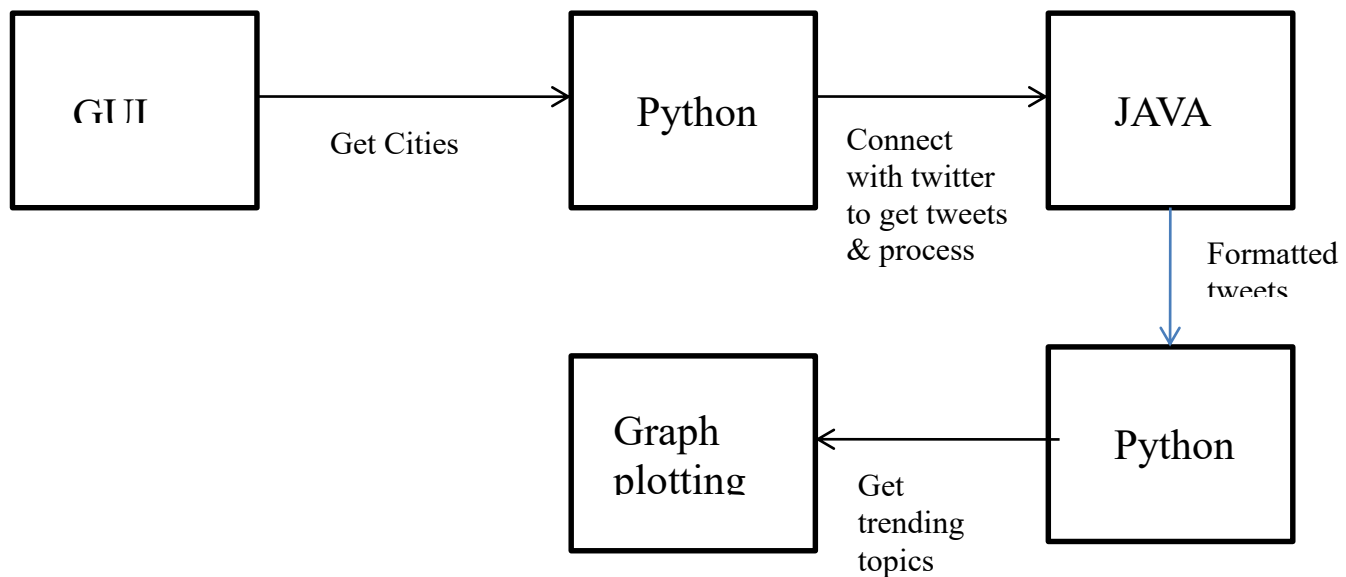 GUI
Get Cities
Python
Connect
with twitter
to get tweets
& process
JAVA
Formatted
tweets
Python
Get
trending
topics
Graph
plotting